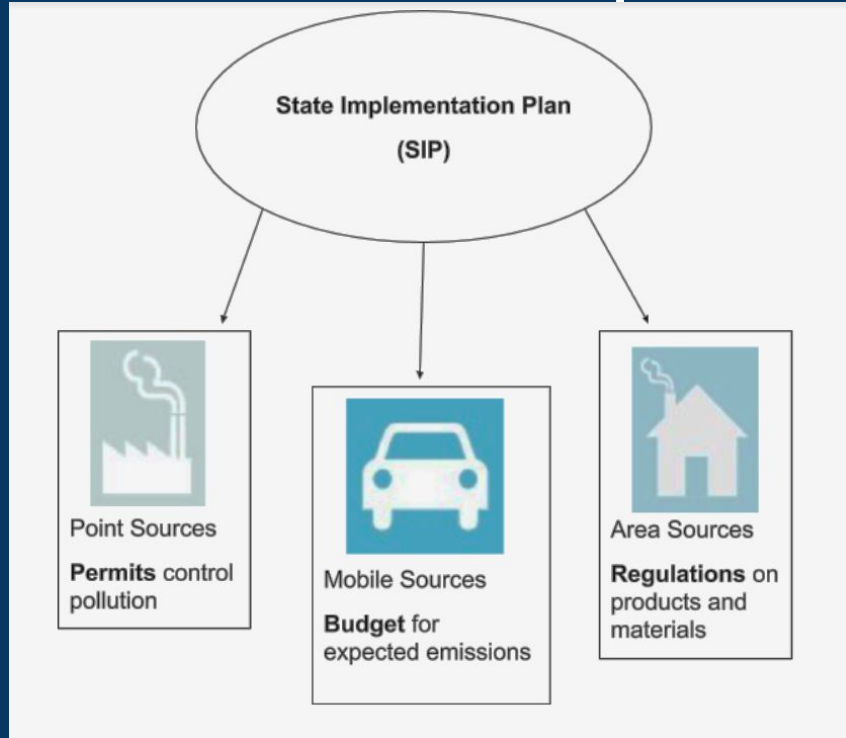 State Implementation Plan
(SIP)
Point Sources
Permits control
pollution
Mobile Sources
Budget for
expected emissions
Area Sources
Regulations on
products and
materials